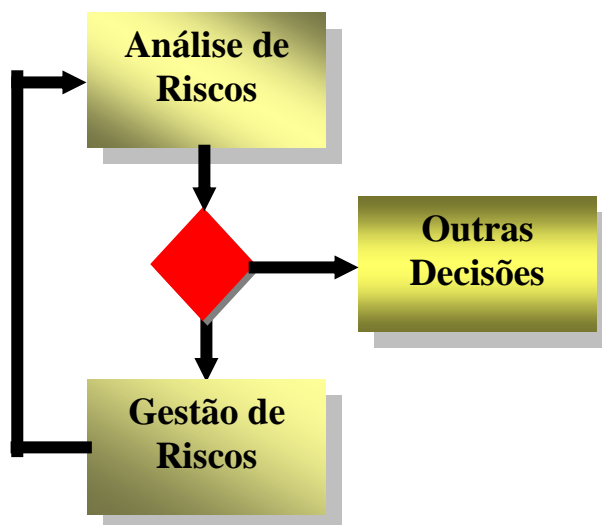 Análise de
Riscos
Outras
Decisões
Gestão de
Riscos